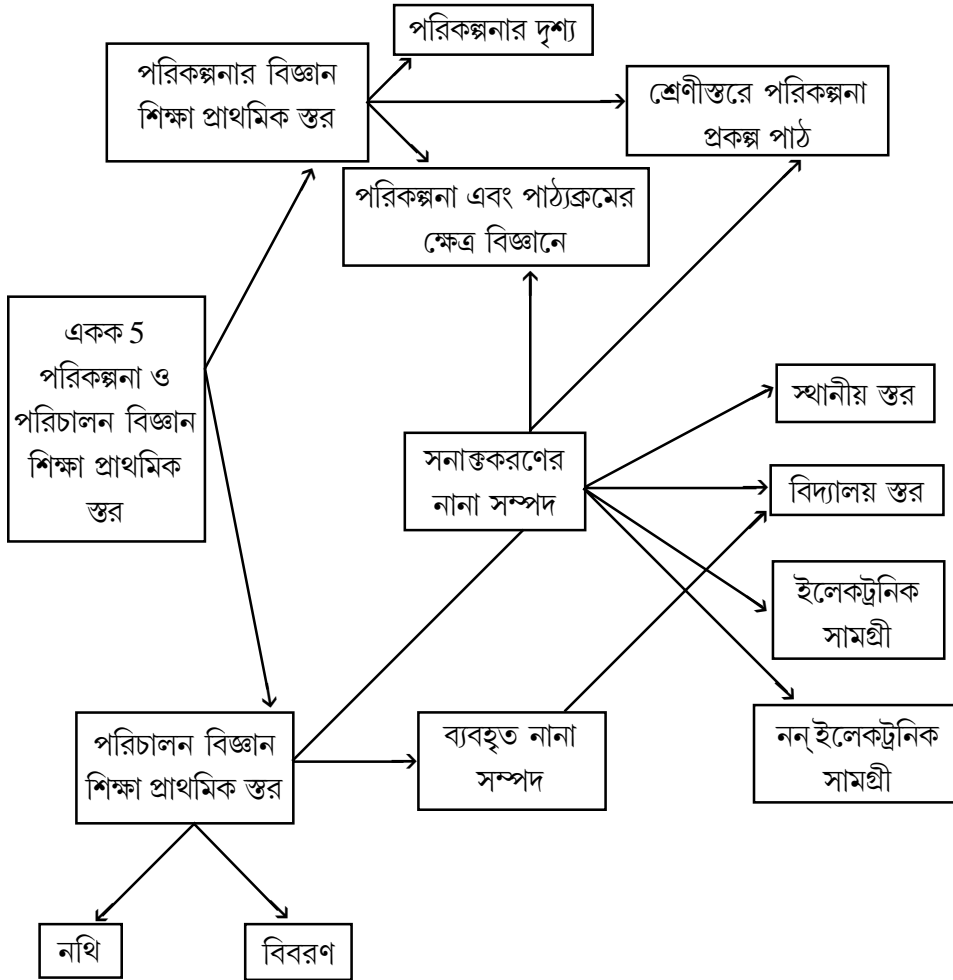 পরিকল্পনার দৃশ্য
পরিকল্পনার বিজ্ঞান
শিক্ষা প্রাথমিক স্তর
শ্রেণীস্তরে পরিকল্পনা
প্রকল্প পাঠ
পরিকল্পনা এবং পাঠ্যক্রমের
ক্ষেত্র বিজ্ঞানে
একক 5
পরিকল্পনা ও
পরিচালন বিজ্ঞান
শিক্ষা প্রাথমিক
স্তর
স্থানীয় স্তর
সনাক্তকরণের
নানা সম্পদ
বিদ্যালয় স্তর
ইলেকট্রনিক
সামগ্রী
পরিচালন বিজ্ঞান
শিক্ষা প্রাথমিক স্তর
ব্যবহৃত নানা
সম্পদ
নন্ ইলেকট্রনিক
সামগ্রী
নথি
বিবরণ